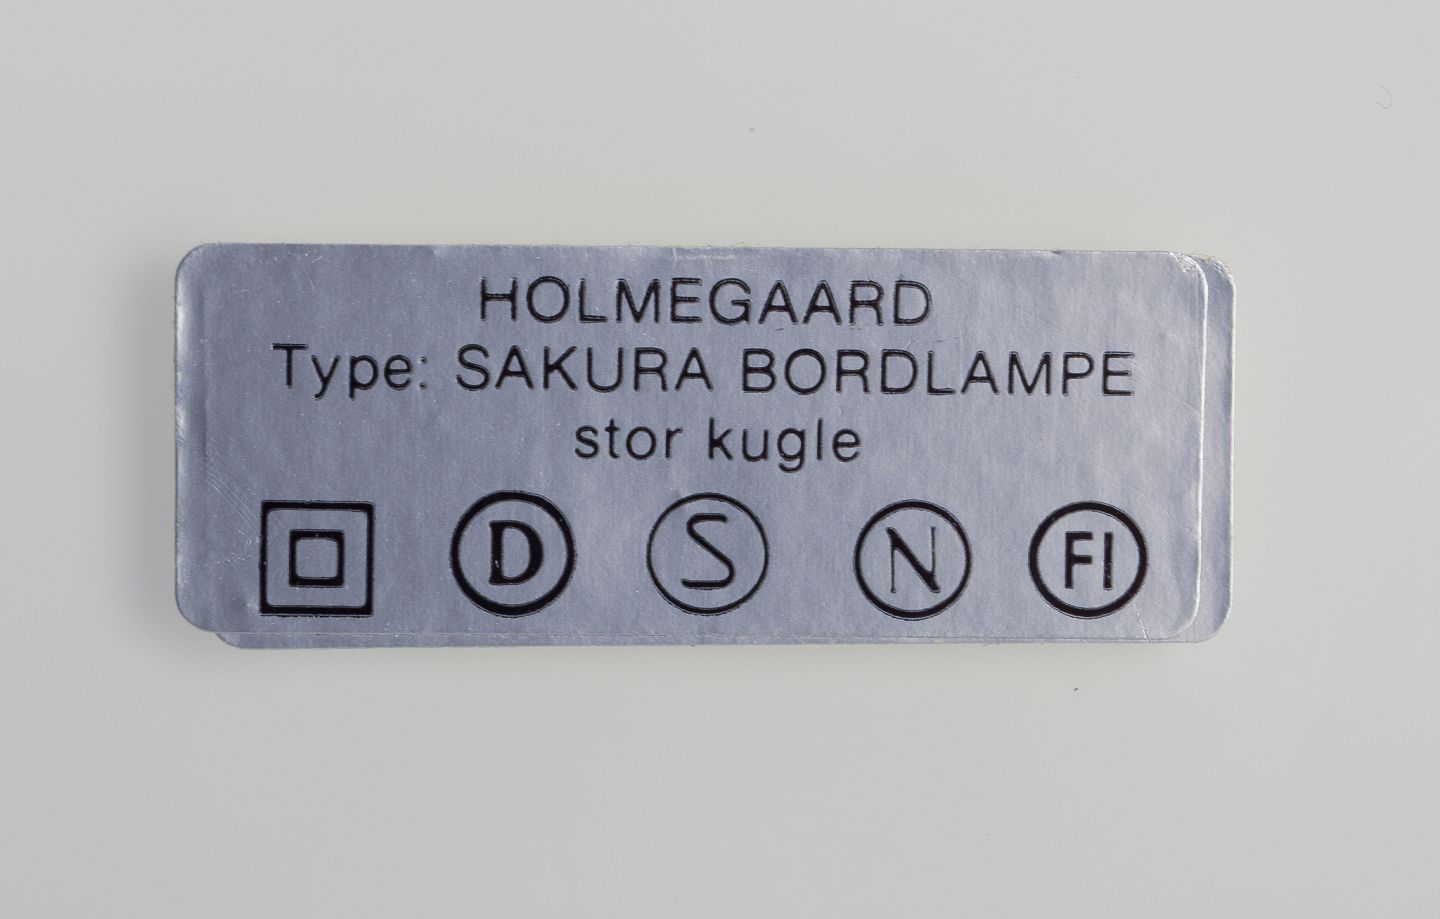 HOLMEGAARD
Type: SAKURA BORDLAMPE
stor kugle
D S N FI